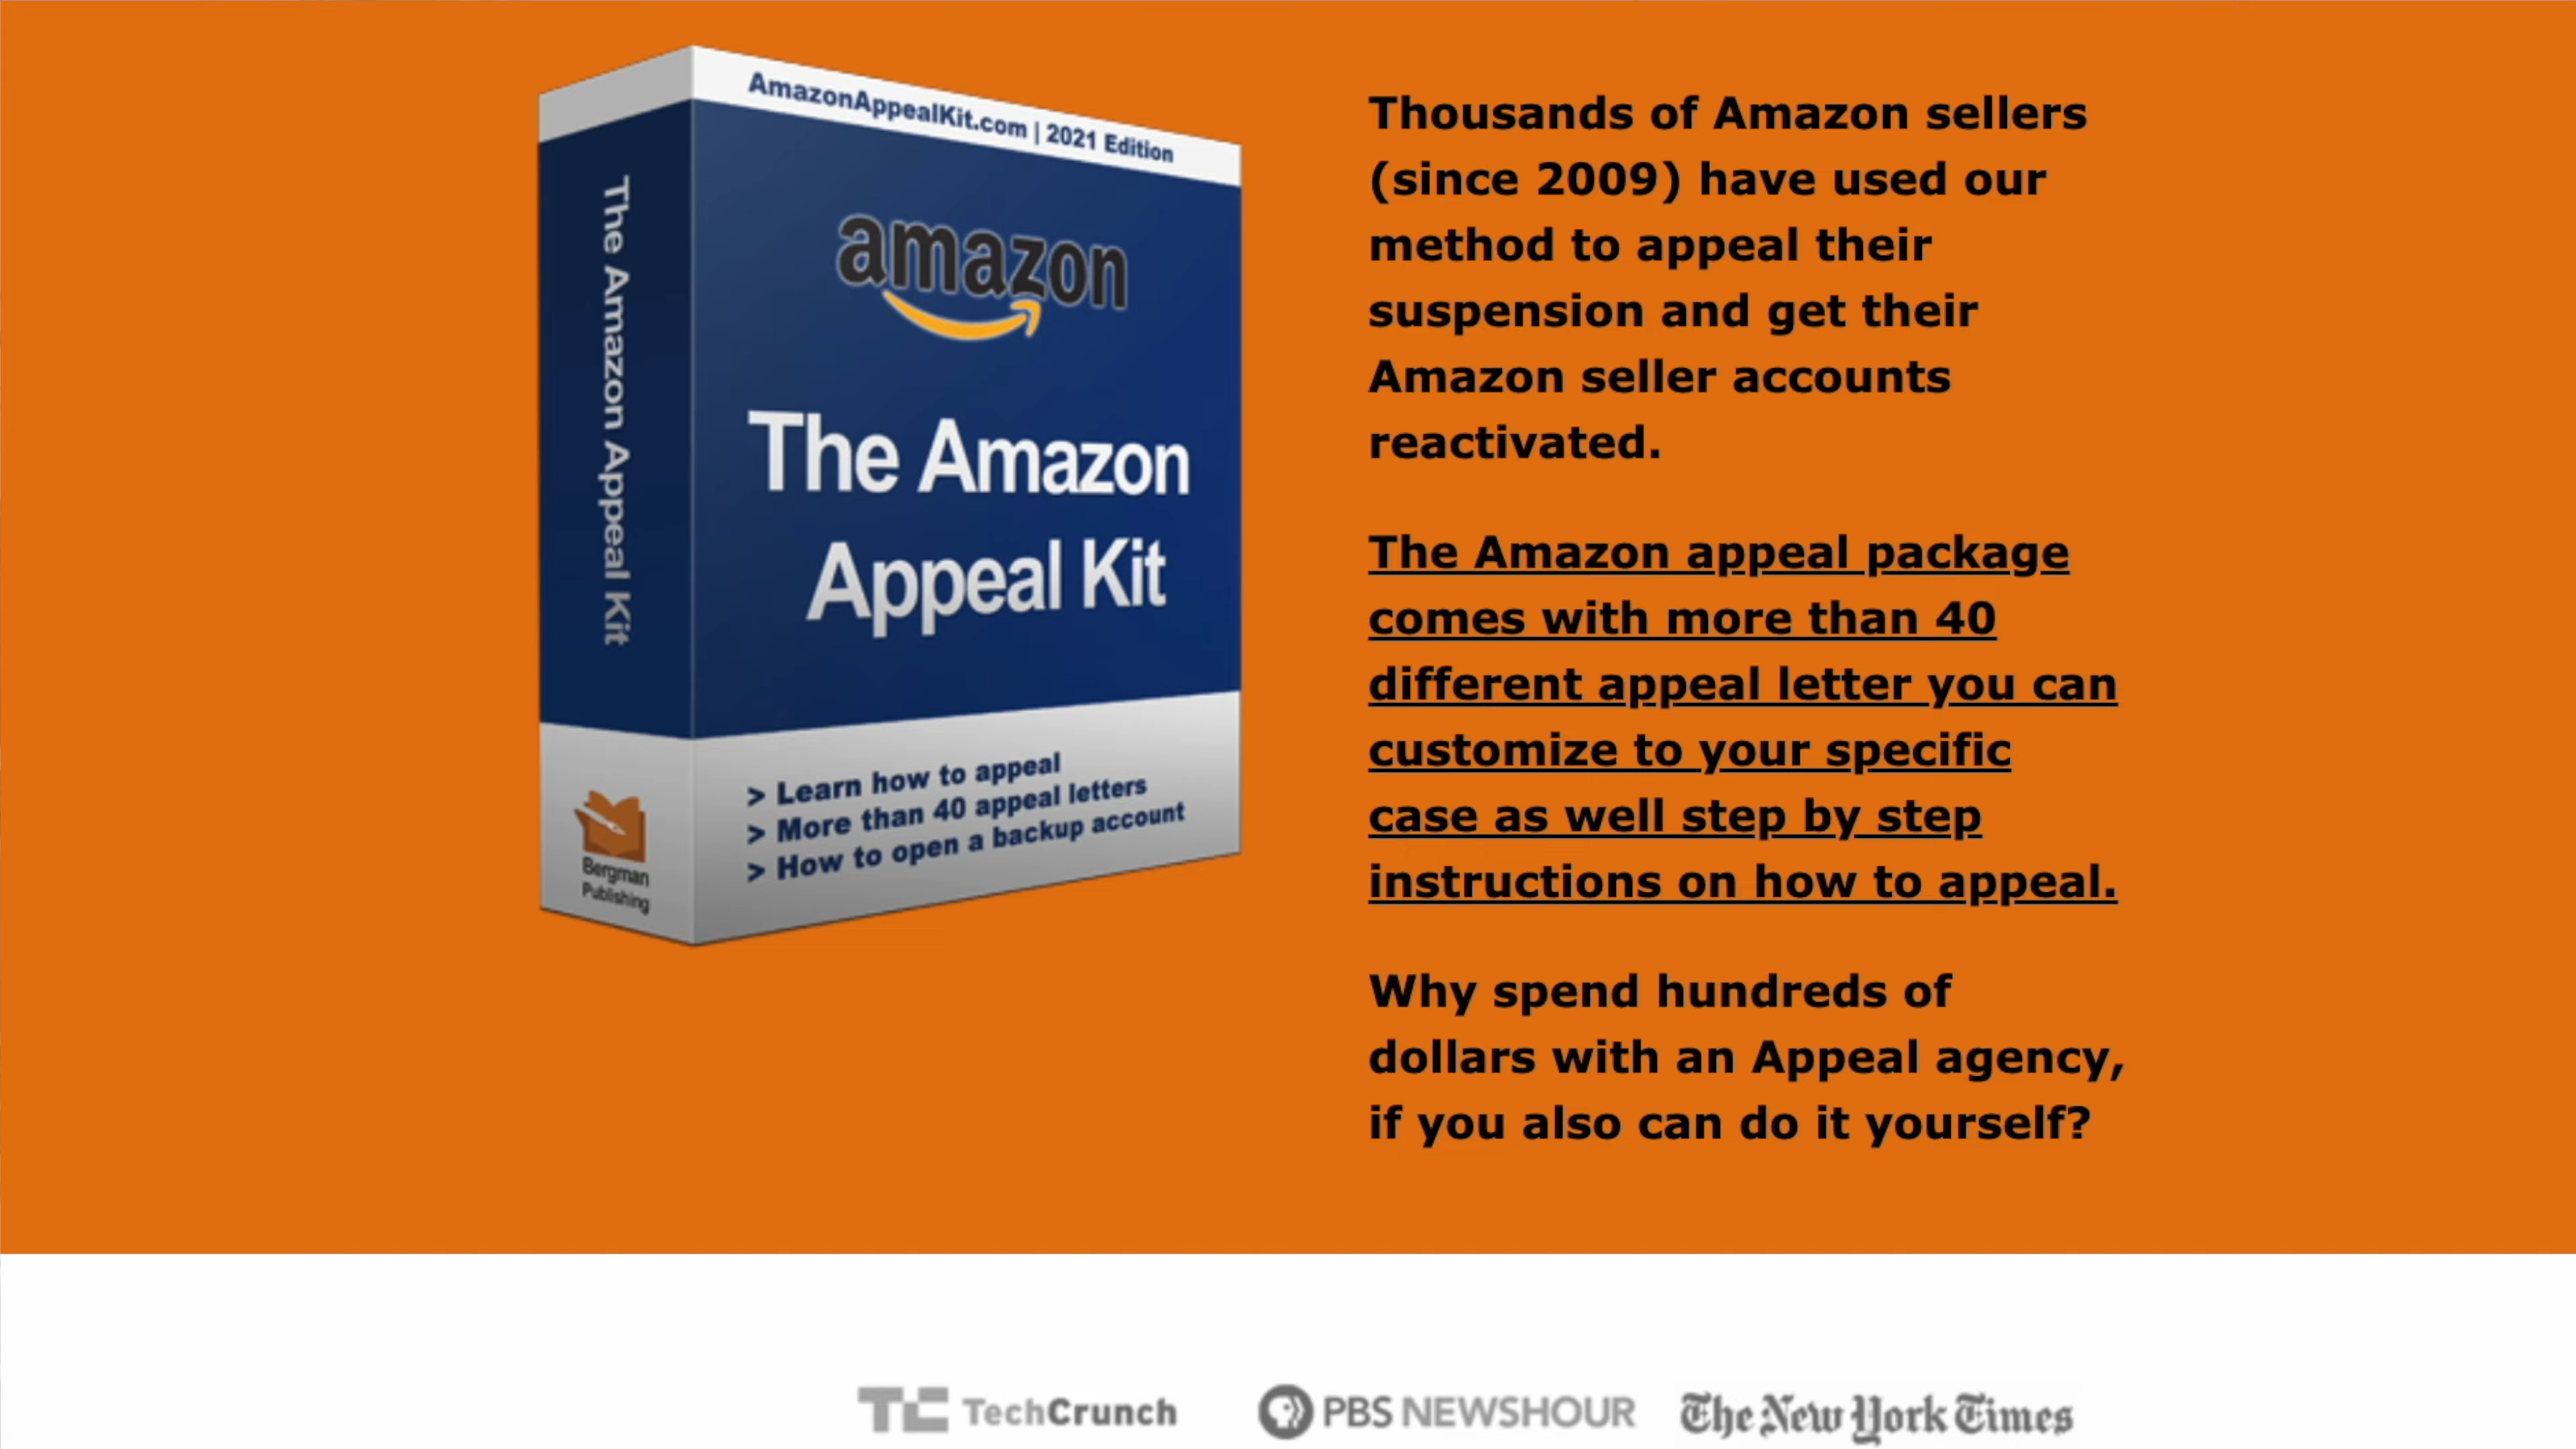 AmazonAppealKit.com | 2021 Edition
The Amazon Appeal Kit
amazon
The Amazon
Appeal Kit
> Learn how to appeal
> More than 40 appeal letters
> How to open a backup account
Bergman
Publishing
Thousands of Amazon sellers
(since 2009) have used our
method to appeal their
suspension and get their
Amazon seller accounts
reactivated.
The Amazon appeal package
comes with more than 40
different appeal letter you can
customize to your specific
case as well step by step
instructions on how to appeal.
Why spend hundreds of
dollars with an Appeal agency,
if you also can do it yourself?
TC TechCrunch
PBS NEWSHOUR
The New York Times